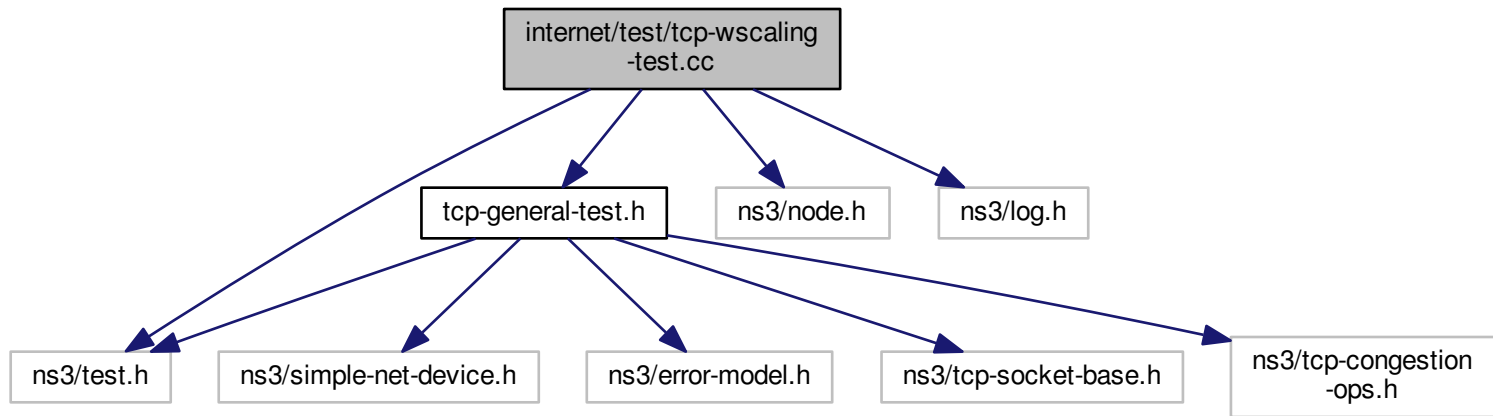 internet/test/tcp-wscaling
-test.cc
tcp-general-test.h
ns3/node.h
ns3/log.h
ns3/test.h
ns3/simple-net-device.h
ns3/error-model.h
ns3/tcp-socket-base.h
ns3/tcp-congestion
-ops.h